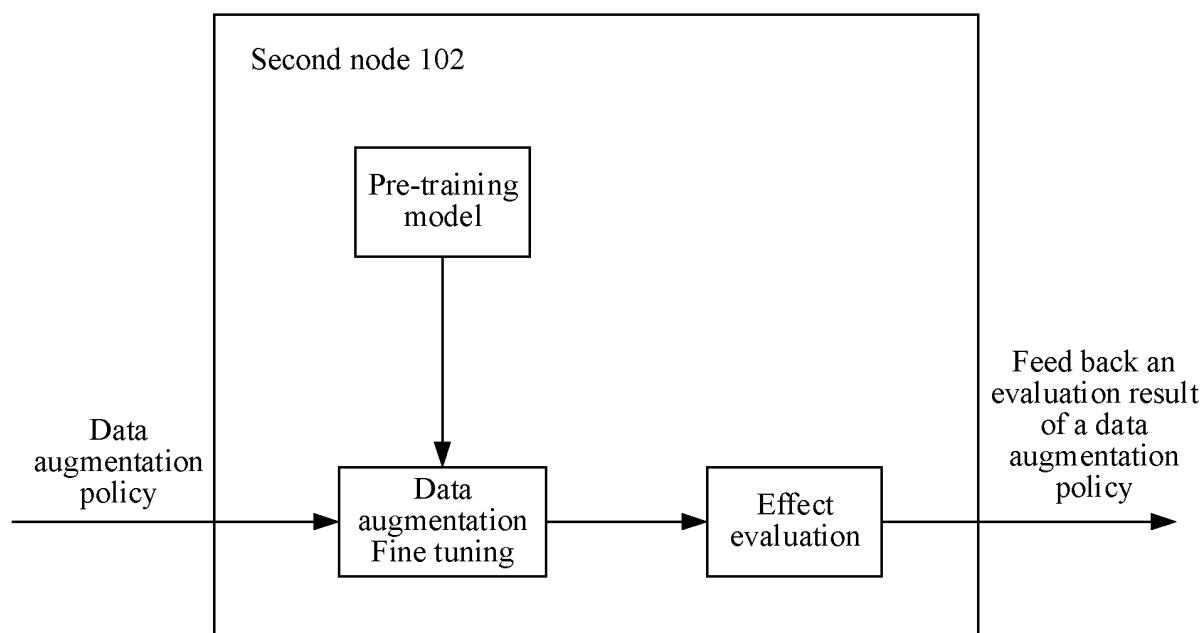 Second node 102
Pre-training
model
Data
augmentation
policy
Data
augmentation
Fine tuning
Effect
evaluation
Feed back an
evaluation result
of a data
augmentation
policy